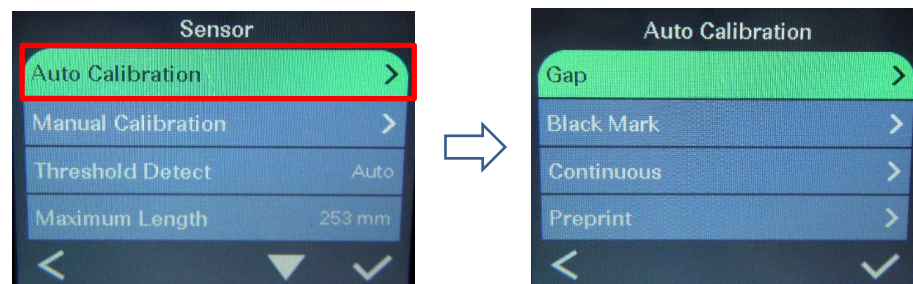 Sensor
Auto Calibration
Manual Calibration
Threshold Detect Auto
Maximum Length 253 mm
Auto Calibration
Gap
Black Mark
Continuous
Preprint